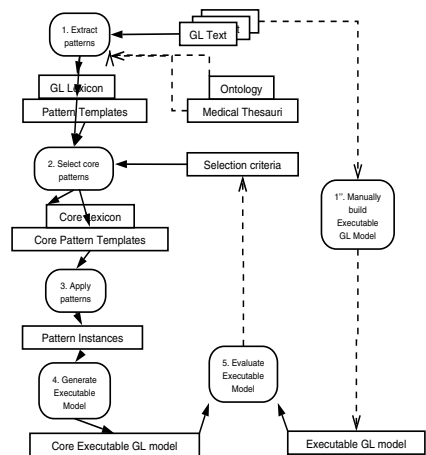 1. Extract
patterns
GL Text
GL Lexicon
Pattern Templates
Ontology
Medical Thesauri
2. Select core
patterns
Selection criteria
1". Manually
build
Executable
GL Model
Core Lexicon
Core Pattern Templates
3. Apply
patterns
Pattern Instances
4. Generate
Executable
Model
5. Evaluate
Executable
Model
Core Executable GL model
Executable GL model